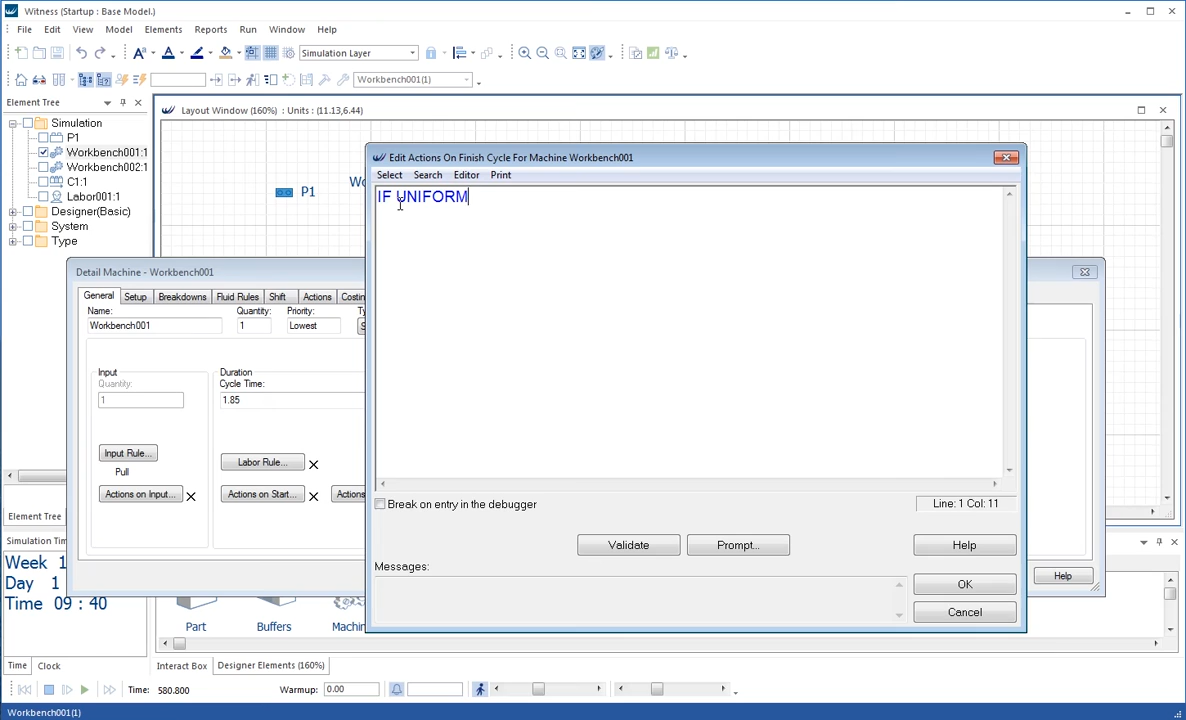 Witness (Startup : Base Model.)
File Edit View Model Elements Reports Run Window Help
Simulation Layer
Workbench001(1)
Element Tree
Layout Window (160%) : Units : (11.13,6.44)
Simulation
P1
Workbench001:1
Workbench002:1
C1:1
Labor001:1
Designer(Basic)
System
Type
P1
Edit Actions On Finish Cycle For Machine Workbench001
Select Search Editor Print
IF UNIFORM
Detail Machine - Workbench001
General Setup Breakdowns Fluid Rules Shift Actions
Name: Quantity: Priority:
Workbench001 1 Lowest
Input Duration
Quantity: Cycle Time:
1 1.85
Input Rule...
Pull
Labor Rule...
Actions on Input... Actions on Start... Actions
Break on entry in the debugger
Line: 1 Col: 11
Validate Prompt... Help
Messages:
OK
Cancel
Help
Element Tree
Week 1
Day 1
Time 09 : 40
Part Buffers
Time Clock
Interact Box Designer Elements (160%)
Time: 580.800 Warmup: 0.00
Workbench001(1)